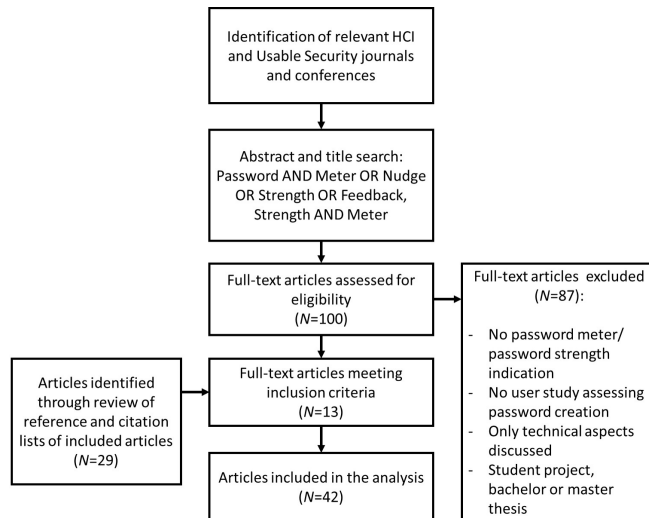 Identification of relevant HCI
and Usable Security journals
and conferences
Abstract and title search:
Password AND Meter OR Nudge
OR Strength OR Feedback,
Strength AND Meter
Full-text articles assessed for
eligibility
(N=100)
Full-text articles excluded
(N=87):
- No password meter/
password strength
indication
- No user study assessing
password creation
- Only technical aspects
discussed
- Student project,
bachelor or master
thesis
Articles identified
through review of
reference and citation
lists of included articles
(N=29)
Full-text articles meeting
inclusion criteria
(N=13)
Articles included in the analysis
(N=42)